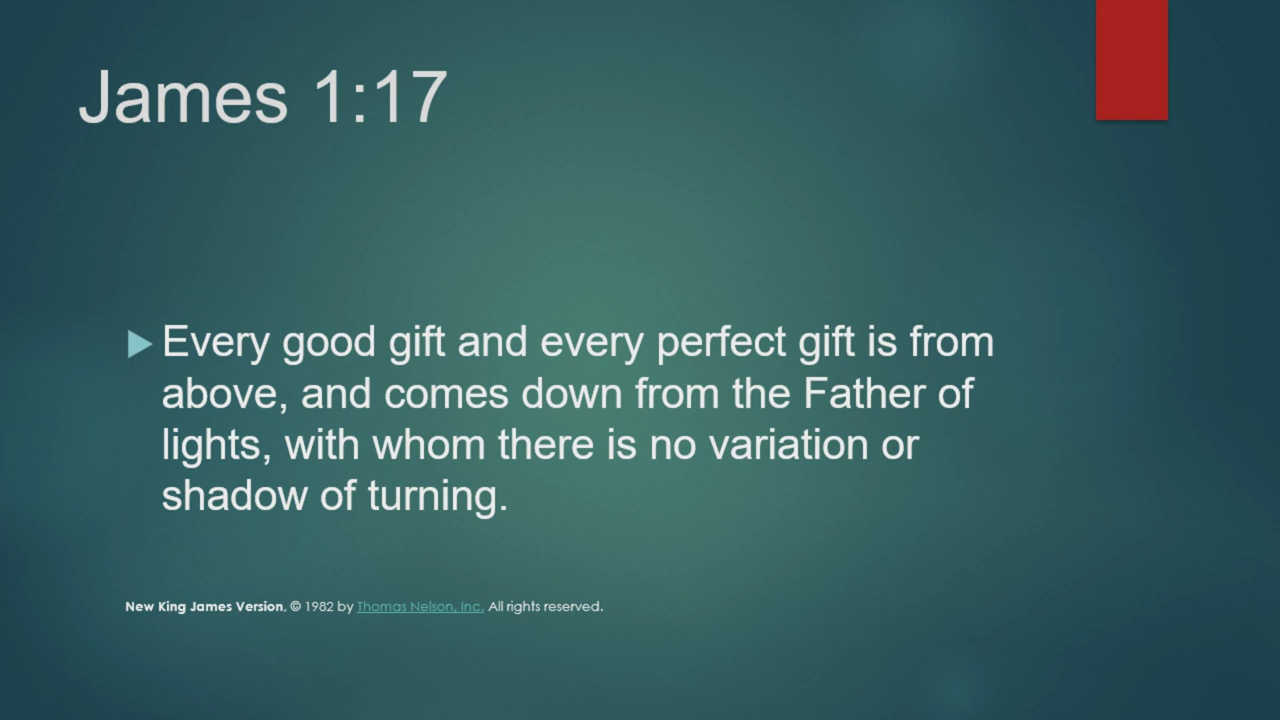 James 1:17
Every good gift and every perfect gift is from
above, and comes down from the Father of
lights, with whom there is no variation or
shadow of turning.
New King James Version, © 1982 by Thomas Nelson, Inc. All rights reserved.